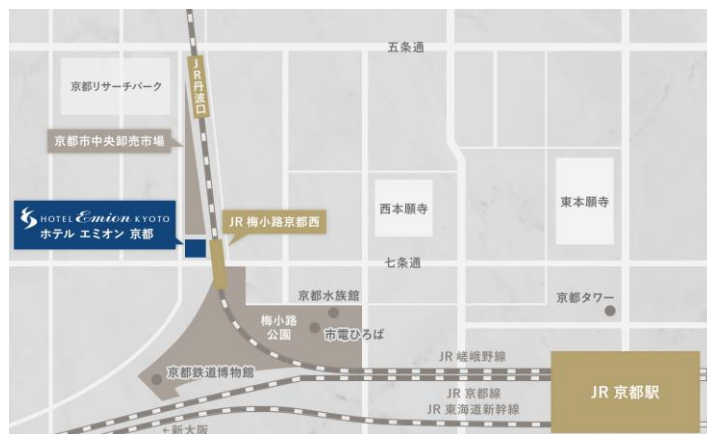 五条通
JR丹波口
京都リサーチパーク
京都市中央卸売市場
HOTEL Emion KYOTO
ホテル エミオン 京都
JR 梅小路京都西
西本願寺
東本願寺
七条通
京都水族館
京都タワー
梅小路
公園
市電ひろば
京都鉄道博物館
JR 嵯峨野線
JR 京都駅
JR 京都線
JR 東海道新幹線
←新大阪